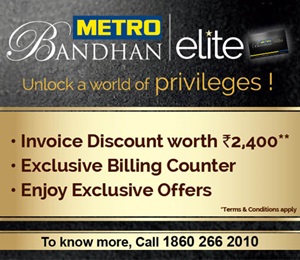 METRO
BANDHAN elite
Unlock a world of privileges !
• Invoice Discount worth ₹2,400**
• Exclusive Billing Counter
• Enjoy Exclusive Offers
*Terms & Conditions apply
To know more, Call 1860 266 2010